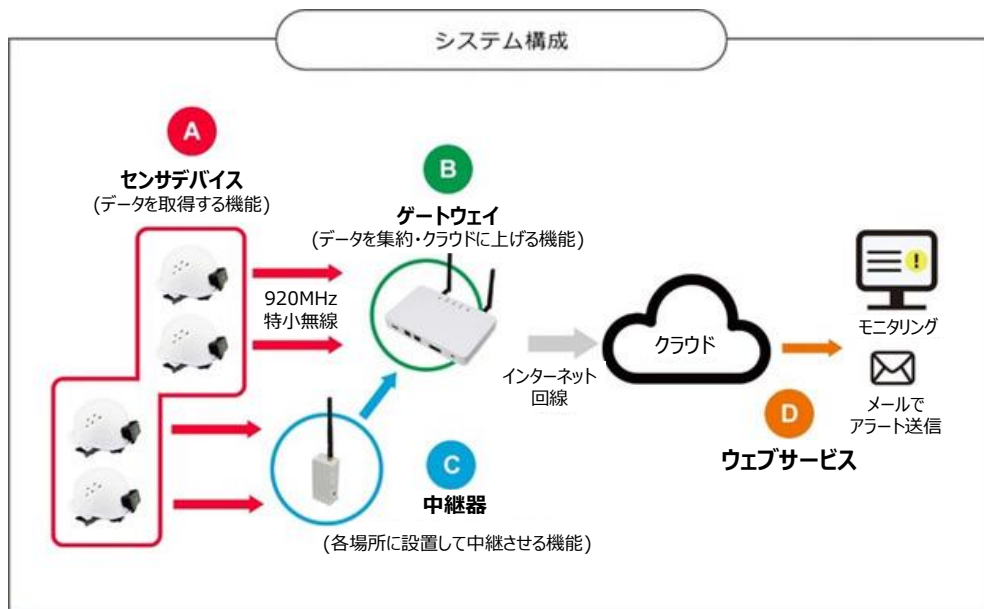 システム構成
A
センサデバイス
(データを取得する機能)
B
ゲートウェイ
(データを集約・クラウドに上げる機能)
920MHz
特小無線
インターネット
回線
クラウド
!
モニタリング
メールで
アラート送信
D
ウェブサービス
C
中継器
(各場所に設置して中継させる機能)